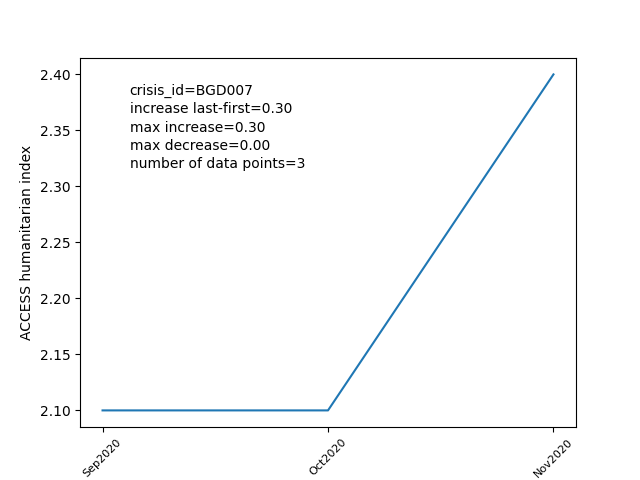 2.40
crisis_id=BGD007
increase last-first=0.30
max increase=0.30
max decrease=0.00
number of data points=3
2.35
2.30
2.25
2.20
2.15
2.10
ACCESS humanitarian index
Sep2020
Oct2020
Nov2020